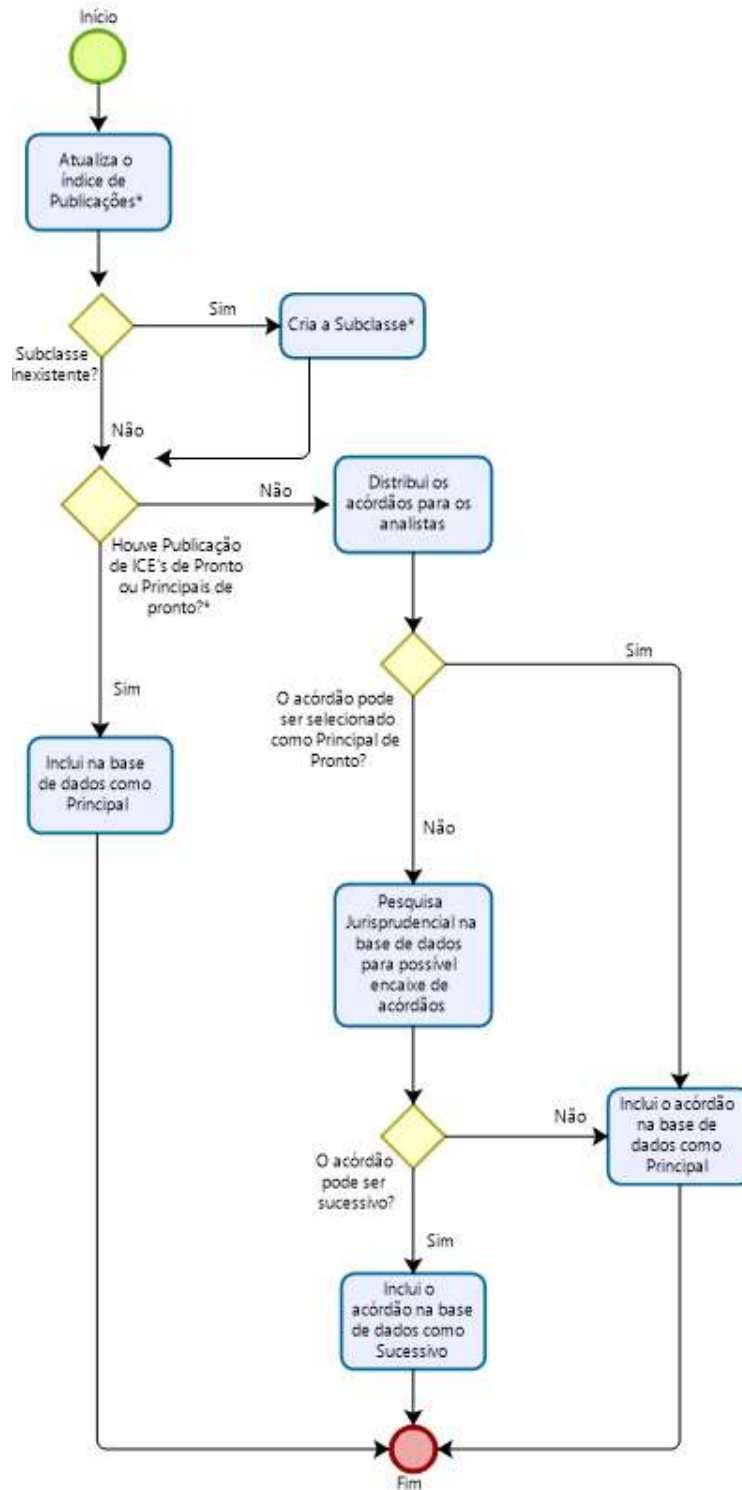 Início
Atualiza o
índice de
Publicações*
Sim
Cria a Subclasse*
Subclasse
Inexistente?
Não
Não
Distribui os
acórdãos para os
analistas
Houve Publicação
de ICE's de Pronto
ou Principais de
pronto?*
Sim
Sim
O acórdão pode
ser selecionado
como Principal de
Pronto?
Inclui na base
de dados como
Principal
Não
Pesquisa
Jurisprudencial na
base de dados
para possível
encaixe de
acórdãos
Não
Inclui o acórdão
na base de
dados como
Principal
O acórdão
pode ser
sucessivo?
Sim
Inclui o
acórdão na base
de dados como
Sucessivo
Fim